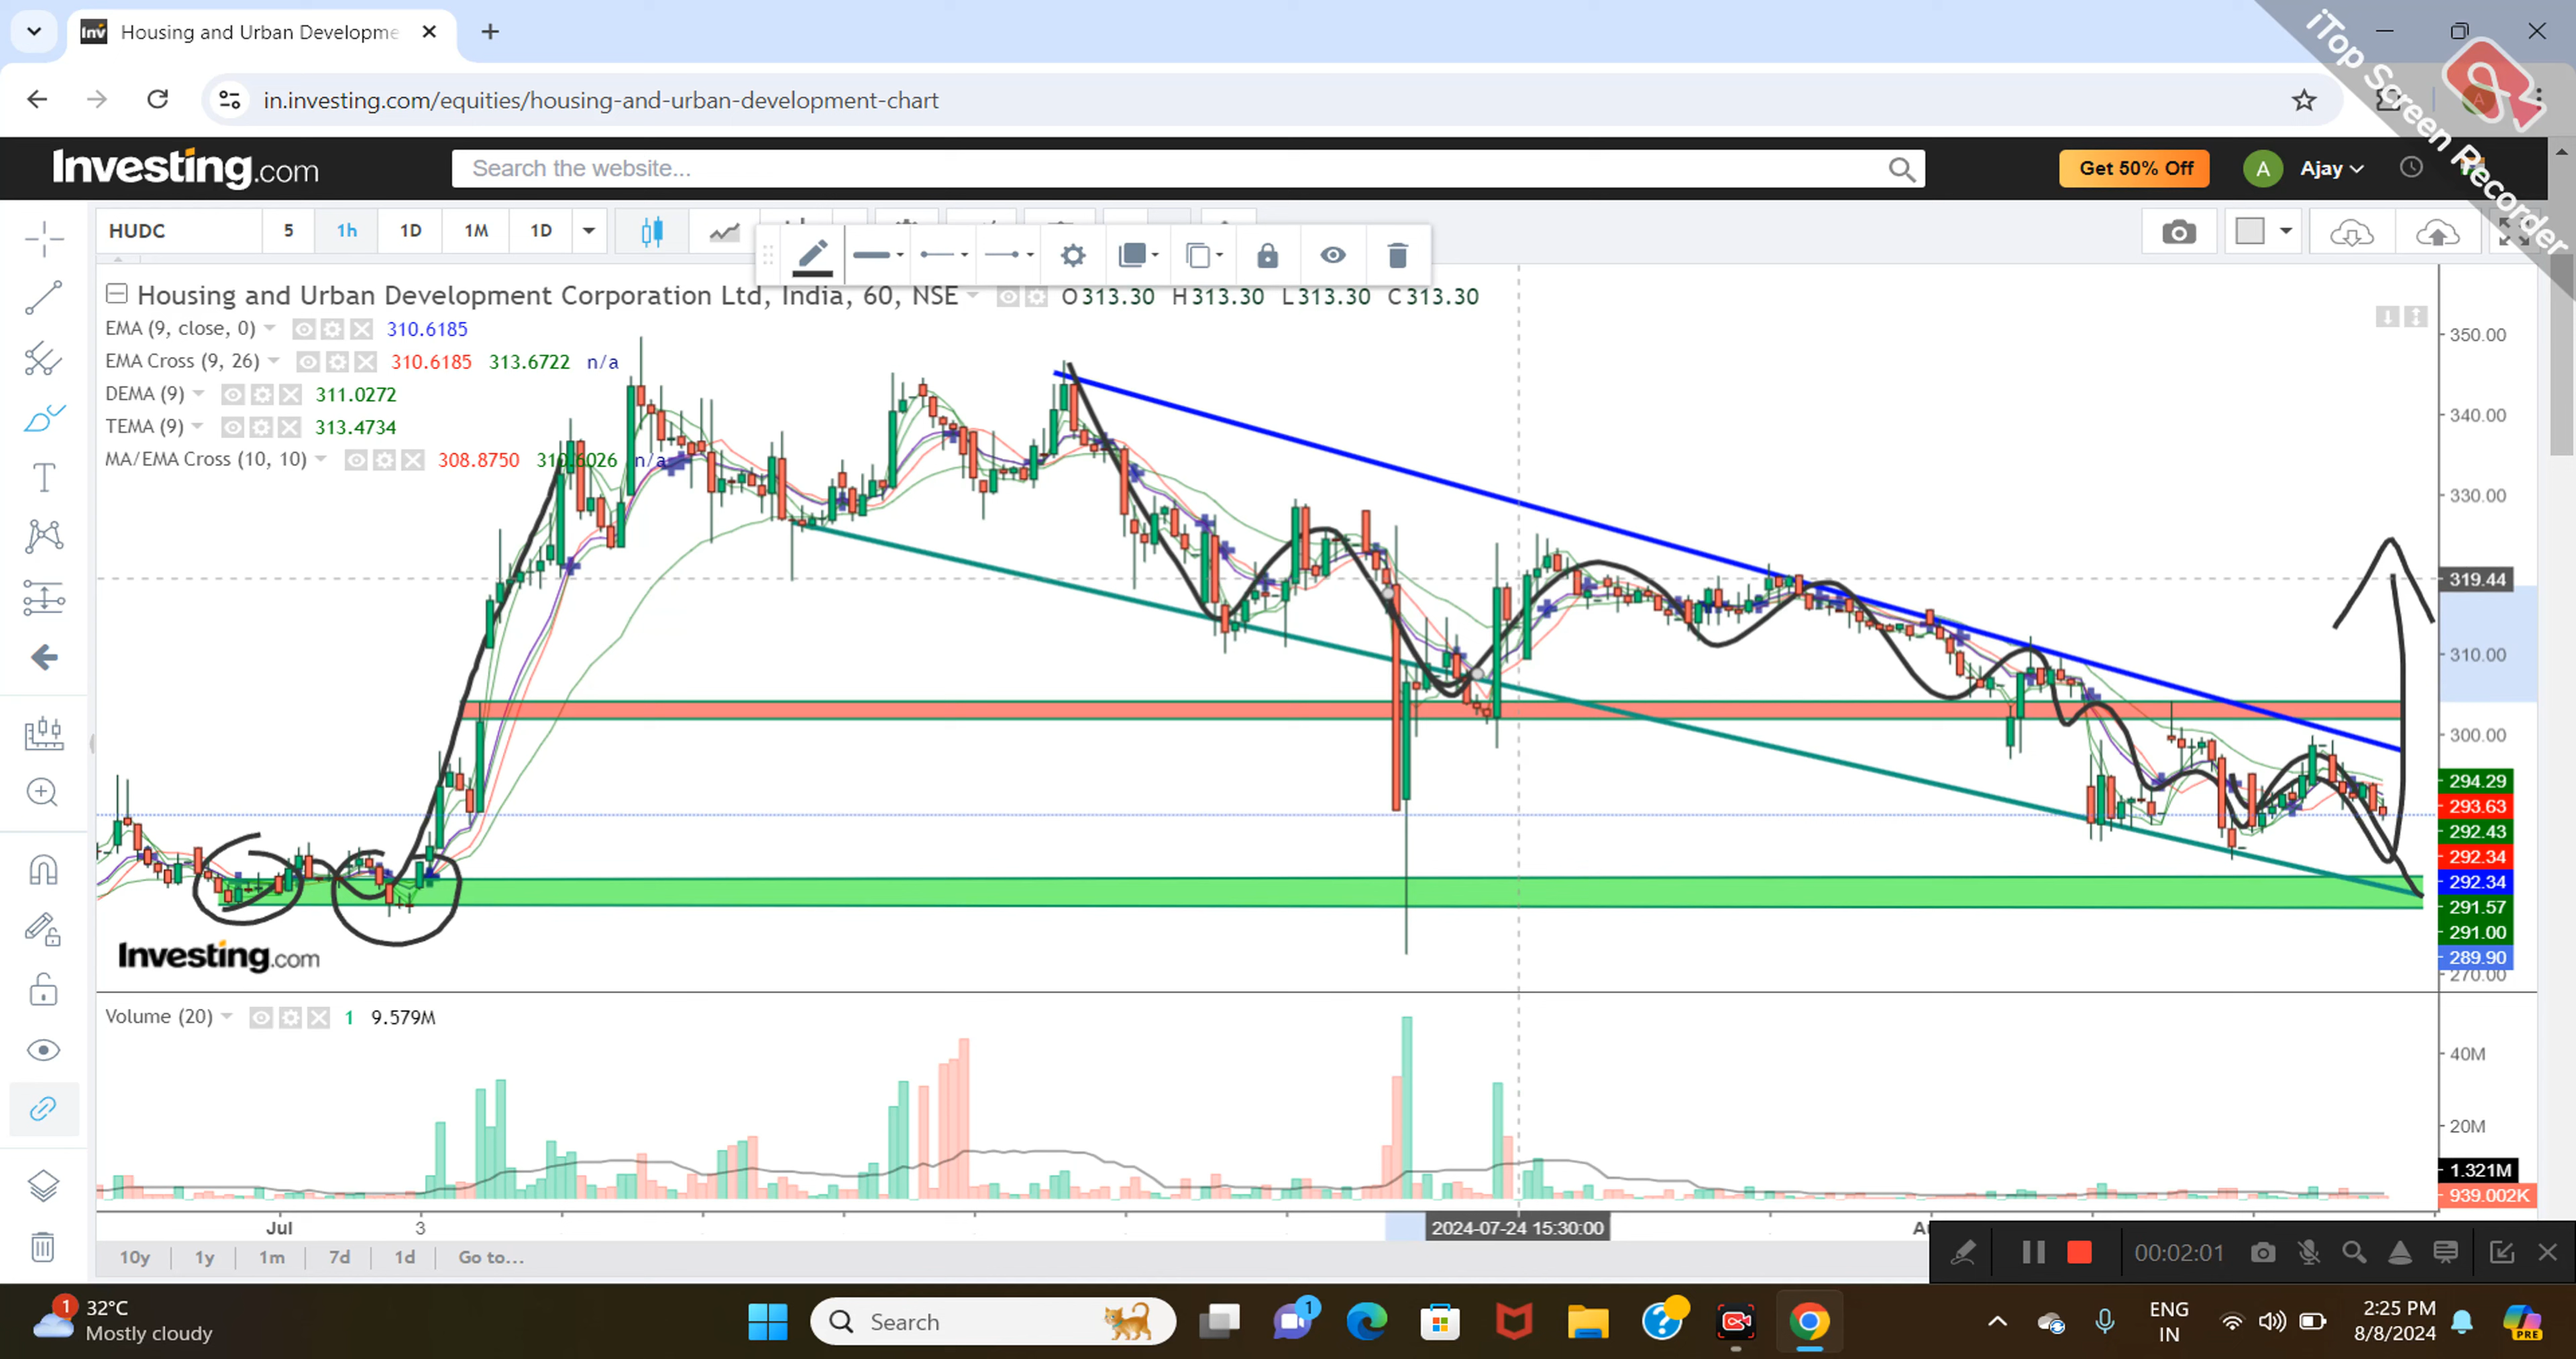 Housing and Urban Developme
in.investing.com/equities/housing-and-urban-development-chart
iTop Screen Recorder
Investing.com
Search the website...
Get 50% Off
A
Ajay
HUDC
5
1h
1D
1M
1D
Housing and Urban Development Corporation Ltd, India, 60, NSE
O313.30 H313.30 L313.30 C313.30
EMA (9, close, 0) 310.6185
EMA Cross (9, 26) 310.6185 313.6722 n/a
DEMA (9) 311.0272
TEMA (9) 313.4734
MA/EMA Cross (10, 10) 308.8750 310.6026 n/a
350.00
340.00
330.00
319.44
310.00
300.00
294.29
293.63
292.43
292.34
292.34
291.57
291.00
289.90
270.00
Investing.com
Volume (20) 1 9.579M
40M
20M
1.321M
939.002K
Jul
3
2024-07-24 15:30:00
10y
1y
1m
7d
1d
Go to...
00:02:01
1
32°C
Mostly cloudy
Search
1
ENG
IN
2:25 PM
8/8/2024
PRE